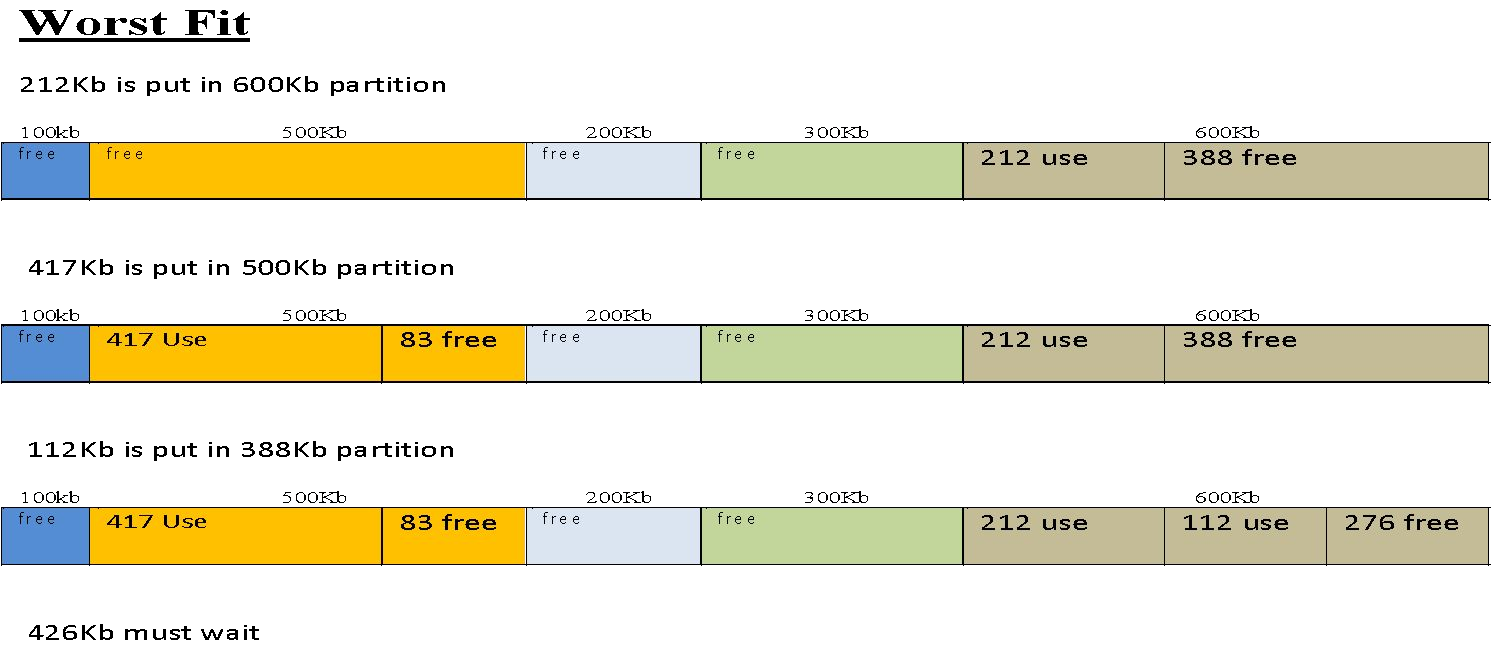 Worst Fit
212Kb is put in 600Kb partition
100kb 500Kb 200Kb 300Kb 600Kb
free free free free 212 use 388 free
417Kb is put in 500Kb partition
100kb 500Kb 200Kb 300Kb 600Kb
free 417 Use 83 free free free 212 use 388 free
112Kb is put in 388Kb partition
100kb 500Kb 200Kb 300Kb 600Kb
free 417 Use 83 free free free 212 use 112 use 276 free
426Kb must wait